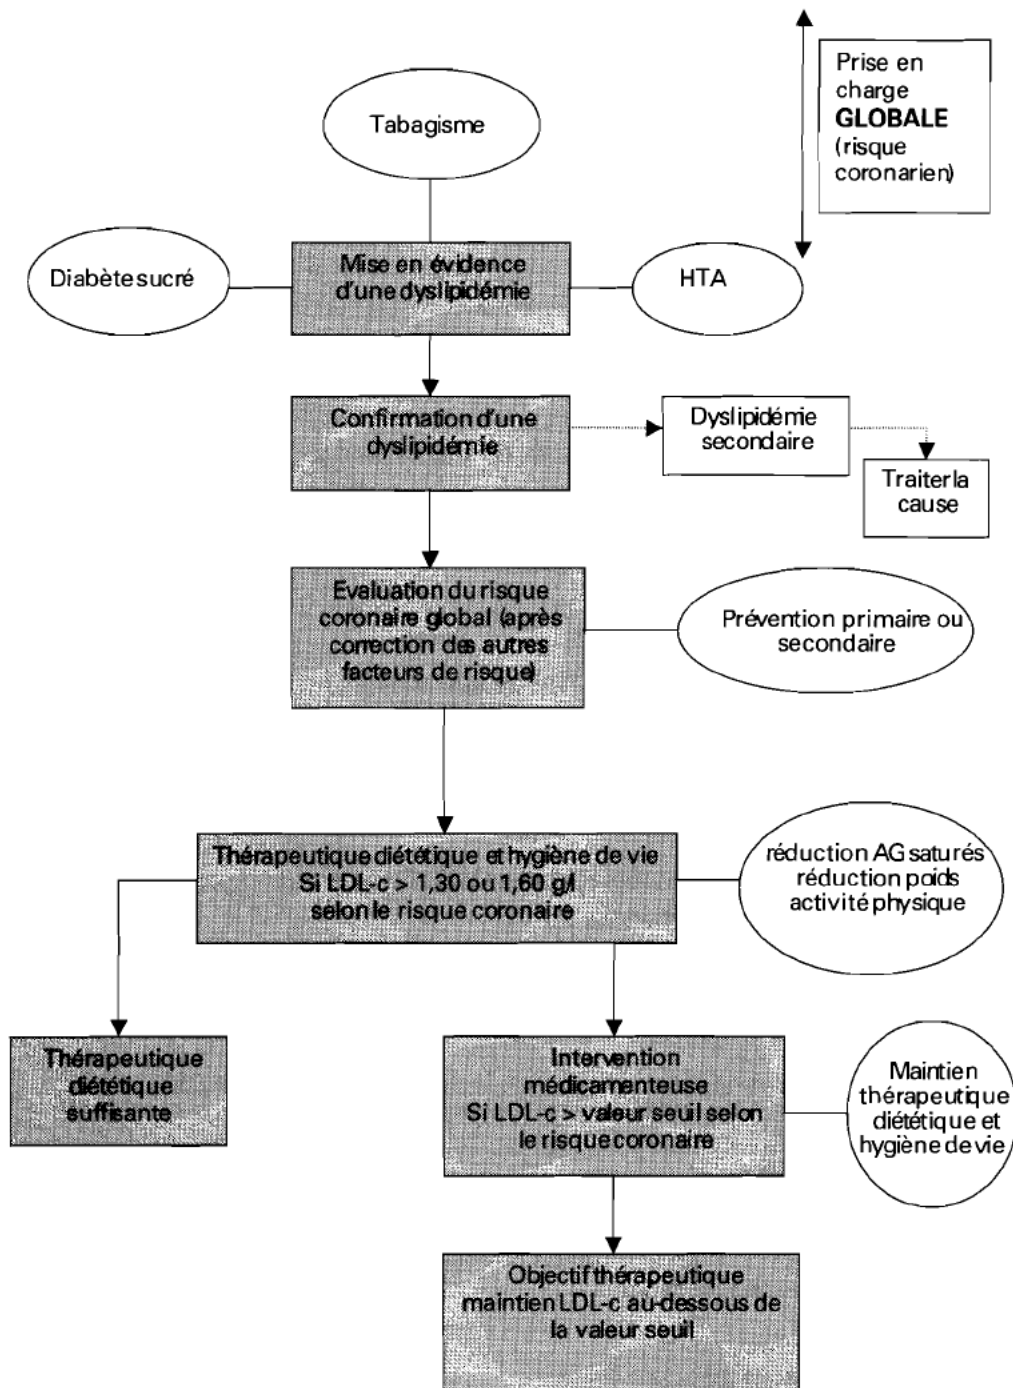 Prise en
charge
GLOBALE
(risque
coronarien)
Tabagisme
Diabète sucré
Mise en évidence
d'une dyslipidémie
HTA
Confirmation d'une
dyslipidémie
Dyslipidémie
secondaire
Traiter la
cause
Evaluation du risque
coronaire global (après
correction des autres
facteurs de risque)
Prévention primaire ou
secondaire
Thérapeutique diététique et hygiène de vie
Si LDL-c > 1,30 ou 1,60 g/l
selon le risque coronaire
réduction AG saturés
réduction poids
activité physique
Thérapeutique
diététique
suffisante
Intervention
médicamenteuse
Si LDL-c > valeur seuil selon
le risque coronaire
Maintien
thérapeutique
diététique et
hygiène de vie
Objectif thérapeutique
maintien LDL-c au-dessous de
la valeur seuil